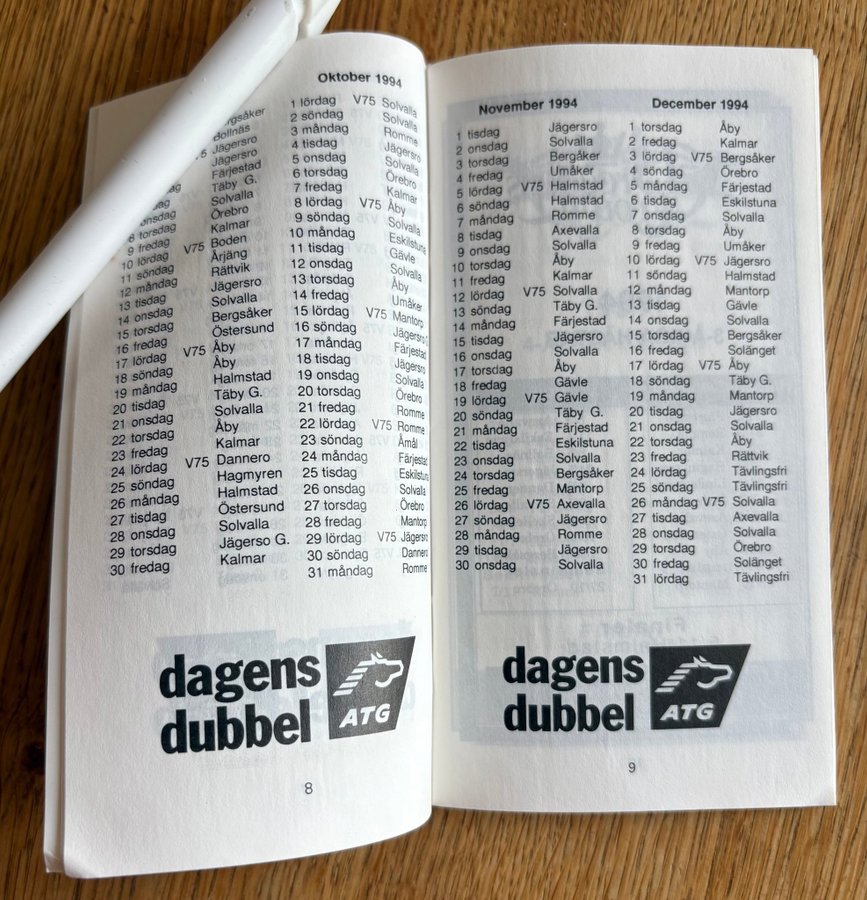 Bollnäs
V75 Jägersro
Jägersro
Färjestad
Täby G.
onsdag Solvalla
8 torsdag Örebro
9 fredag Kalmar
10 lördag V75 Boden
11 söndag Årjäng
12 måndag Rättvik
13 tisdag Jägersro
14 onsdag Solvalla
15 torsdag Bergsåker
16 fredag Östersund
17 lördag V75 Åby
18 söndag Åby
19 måndag Halmstad
20 tisdag Täby G.
21 onsdag Solvalla
22 torsdag Åby
23 fredag Kalmar
24 lördag V75 Dannero
25 söndag Hagmyren
26 måndag Halmstad
27 tisdag Östersund
28 onsdag Solvalla
29 torsdag Jägerso G.
30 fredag Kalmar
Oktober 1994
1 lördag V75 Solvalla
2 söndag Solvalla
3 måndag Romme
4 tisdag Jägersro
5 onsdag Solvalla
6 torsdag Örebro
7 fredag Kalmar
8 lördag V75 Åby
9 söndag Solvalla
10 måndag Eskilstuna
11 tisdag Gävle
12 onsdag Solvalla
13 torsdag Åby
14 fredag Umåker
15 lördag V75 Mantorp
16 söndag Jägersro G
17 måndag Färjestad
18 tisdag Jägersro
19 onsdag Solvalla
20 torsdag Örebro
21 fredag Romme
22 lördag V75 Romme
23 söndag Åmål
24 måndag Färjestad
25 tisdag Eskilstuna
26 onsdag Solvalla
27 torsdag Örebro
28 fredag Mantorp
29 lördag V75 Jägersro
30 söndag Dannero
31 måndag Romme
dagens
dubbel
ATG
8
November 1994
1 tisdag Jägersro
2 onsdag Solvalla
3 torsdag Bergsåker
4 fredag Umåker
5 lördag V75 Halmstad
6 söndag Halmstad
7 måndag Romme
8 tisdag Axevalla
9 onsdag Solvalla
10 torsdag Åby
11 fredag Kalmar
12 lördag V75 Solvalla
13 söndag Täby G.
14 måndag Färjestad
15 tisdag Jägersro
16 onsdag Solvalla
17 torsdag Åby
18 fredag Gävle
19 lördag V75 Gävle
20 söndag Täby G.
21 måndag Färjestad
22 tisdag Eskilstuna
23 onsdag Solvalla
24 torsdag Bergsåker
25 fredag Mantorp
26 lördag V75 Axevalla
27 söndag Jägersro
28 måndag Romme
29 tisdag Jägersro
30 onsdag Solvalla
December 1994
1 torsdag Åby
2 fredag Kalmar
3 lördag V75 Bergsåker
4 söndag Örebro
5 måndag Färjestad
6 tisdag Eskilstuna
7 onsdag Solvalla
8 torsdag Åby
9 fredag Umåker
10 lördag V75 Jägersro
11 söndag Halmstad
12 måndag Mantorp
13 tisdag Gävle
14 onsdag Solvalla
15 torsdag Bergsåker
16 fredag Solänget
17 lördag V75 Åby
18 söndag Täby G.
19 måndag Mantorp
20 tisdag Jägersro
21 onsdag Solvalla
22 torsdag Åby
23 fredag Rättvik
24 lördag Tävlingsfri
25 söndag Tävlingsfri
26 måndag V75 Solvalla
27 tisdag Axevalla
28 onsdag Solvalla
29 torsdag Örebro
30 fredag Solänget
31 lördag Tävlingsfri
dagens
dubbel
ATG
9